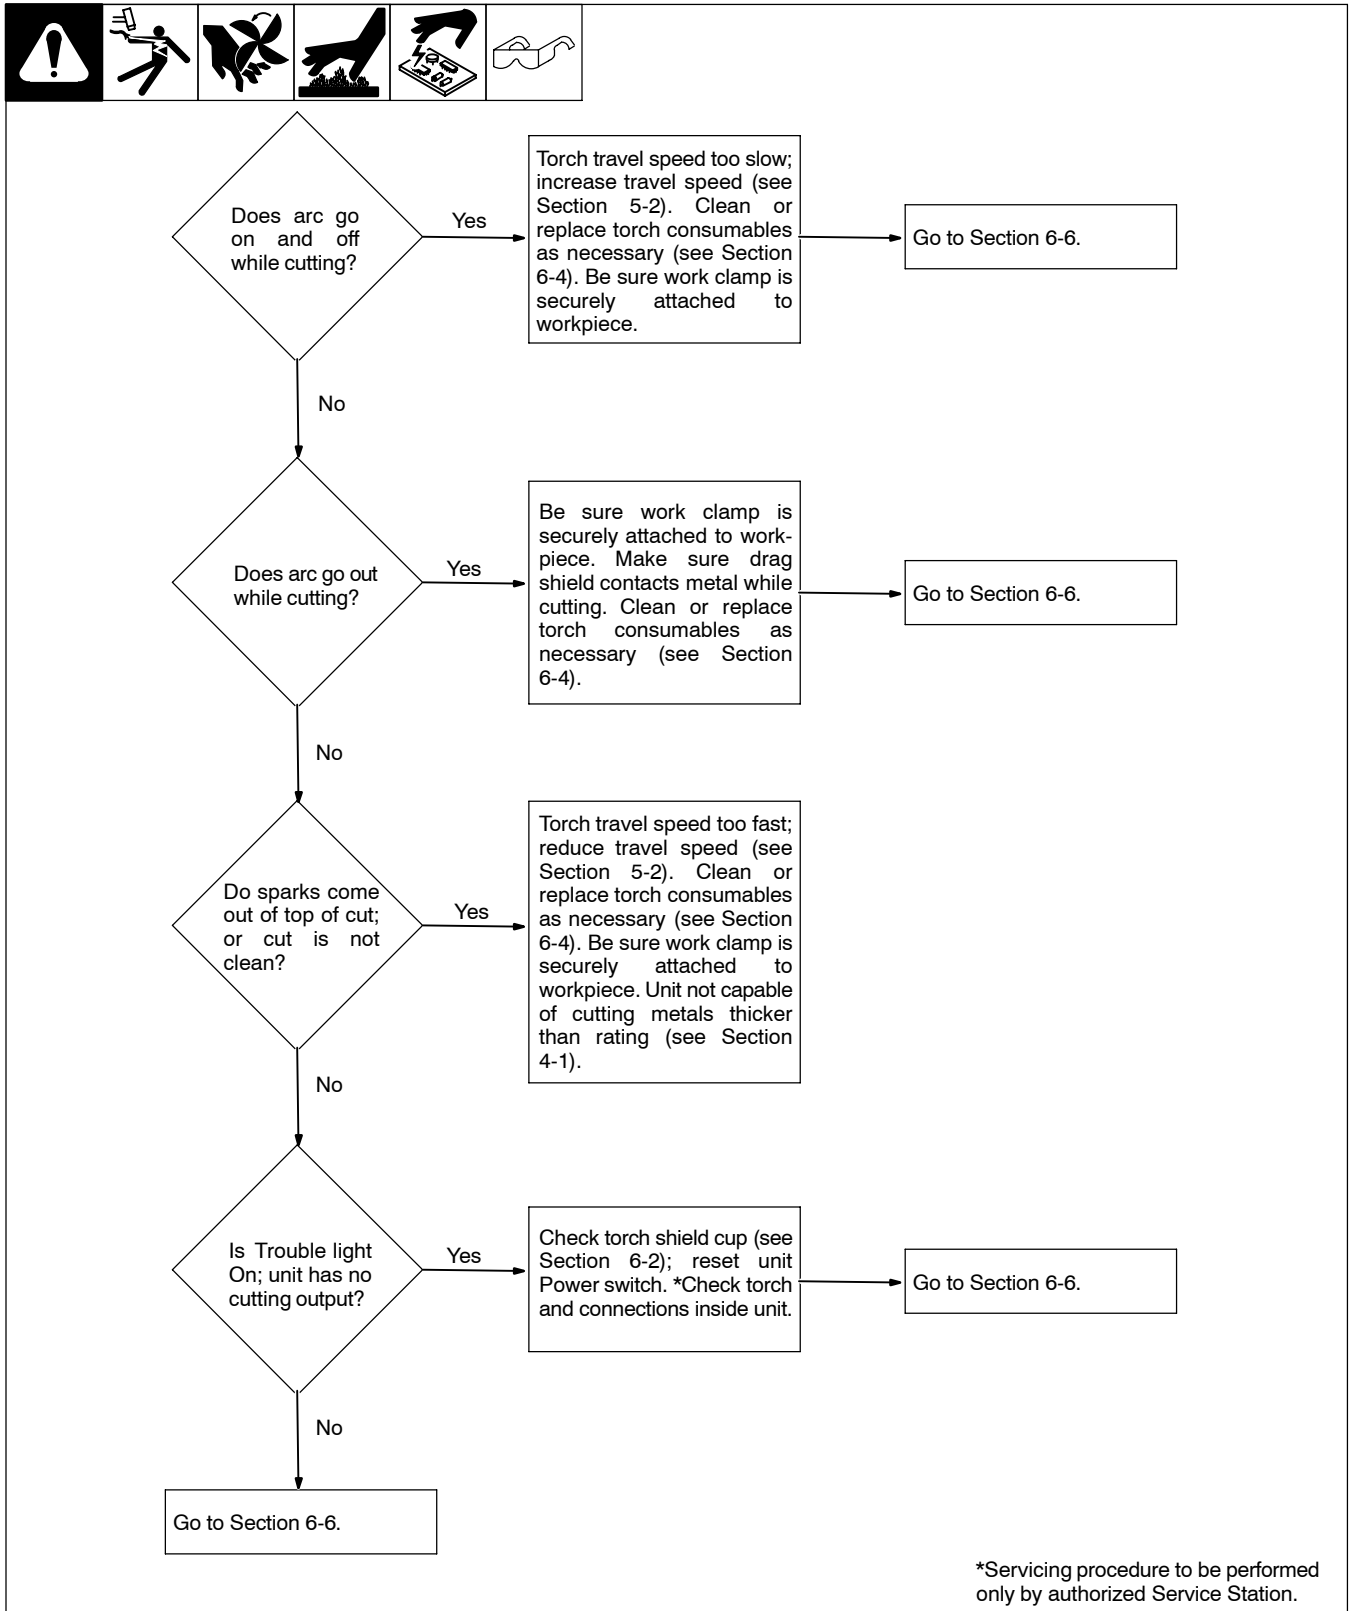 Does arc go
on and off
while cutting?
Yes
Torch travel speed too slow;
increase travel speed (see
Section 5-2). Clean or
replace torch consumables
as necessary (see Section
6-4). Be sure work clamp is
securely attached to
workpiece.
Go to Section 6-6.
No
Does arc go out
while cutting?
Yes
Be sure work clamp is
securely attached to work-
piece. Make sure drag
shield contacts metal while
cutting. Clean or replace
torch consumables as
necessary (see Section
6-4).
Go to Section 6-6.
No
Do sparks come
out of top of cut;
or cut is not
clean?
Yes
Torch travel speed too fast;
reduce travel speed (see
Section 5-2). Clean or
replace torch consumables
as necessary (see Section
6-4). Be sure work clamp is
securely attached to
workpiece. Unit not capable
of cutting metals thicker
than rating (see Section
4-1).
No
Is Trouble light
On; unit has no
cutting output?
Yes
Check torch shield cup (see
Section 6-2); reset unit
Power switch. *Check torch
and connections inside unit.
Go to Section 6-6.
No
Go to Section 6-6.
*Servicing procedure to be performed
only by authorized Service Station.